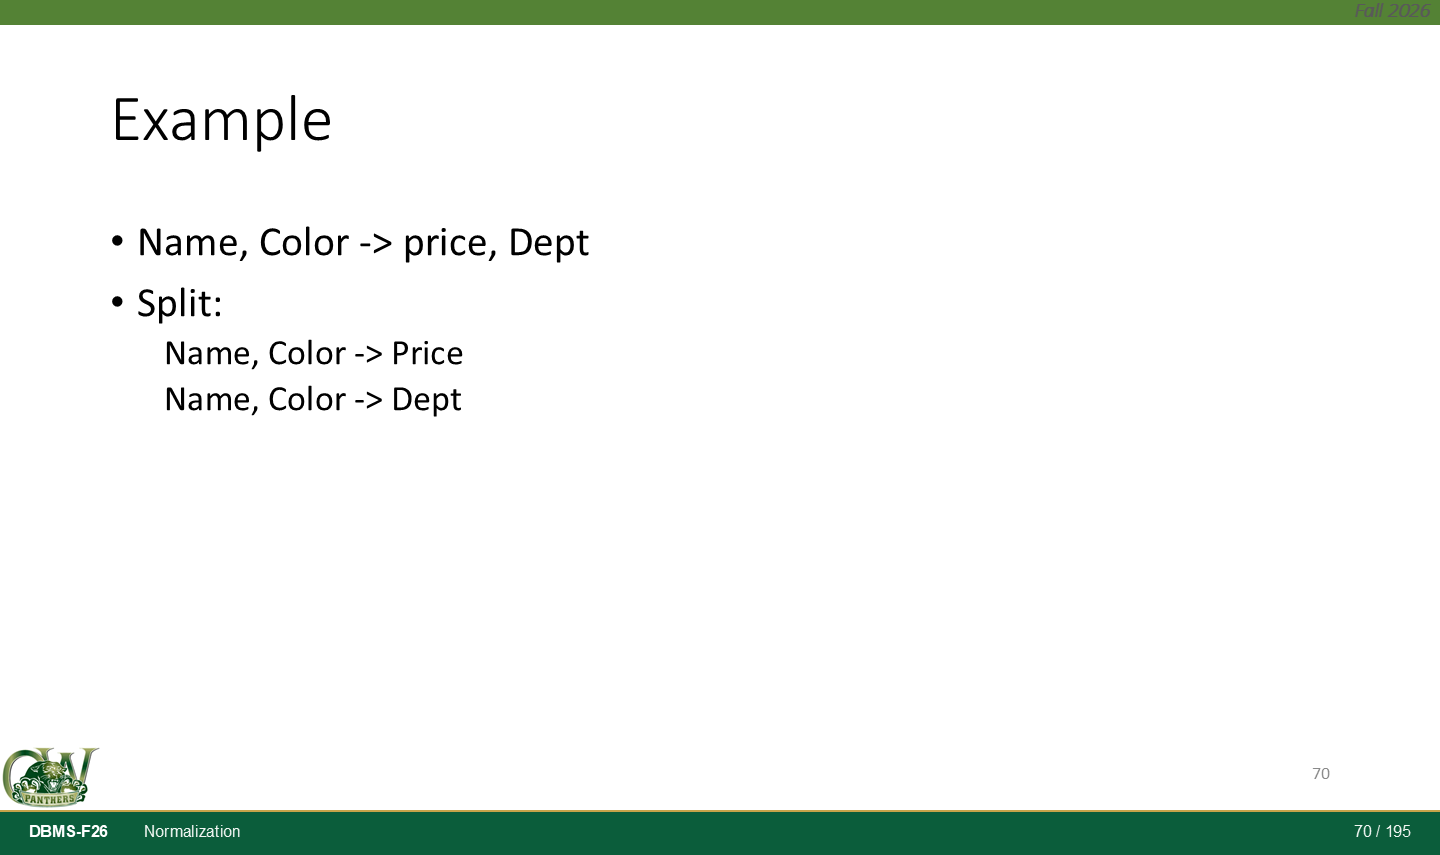 Fall 2026
Example
• Name, Color -> price, Dept
• Split:
Name, Color -> Price
Name, Color -> Dept
OW
PANTHERS
70
DBMS-F26 Normalization 70 / 195